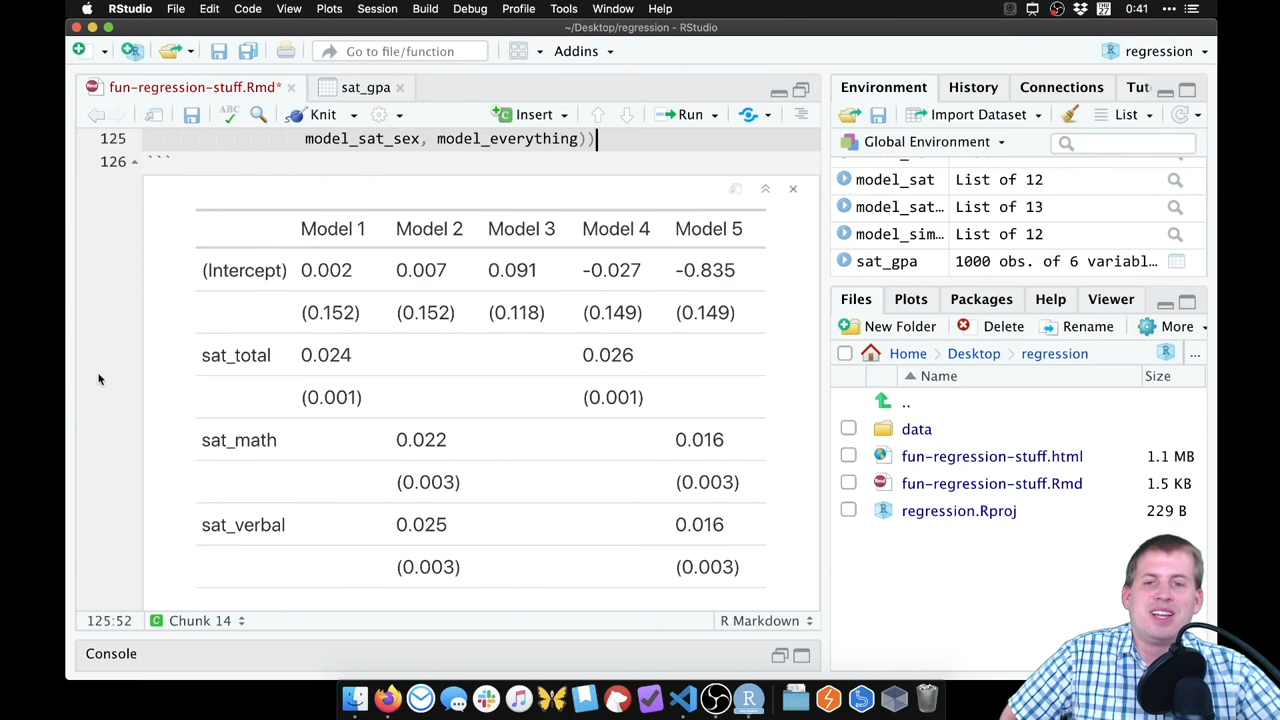 RStudio File Edit Code View Plots Session Build Debug Profile Tools Window Help THU 27 0:41
~/Desktop/regression - RStudio
Go to file/function Addins regression
fun-regression-stuff.Rmd* sat_gpa
ABC Knit Insert Run
125 model_sat_sex, model_everything))
126 ```
Model 1 Model 2 Model 3 Model 4 Model 5
(Intercept) 0.002 0.007 0.091 -0.027 -0.835
(0.152) (0.152) (0.118) (0.149) (0.149)
sat_total 0.024 0.026
(0.001) (0.001)
sat_math 0.022 0.016
(0.003) (0.003)
sat_verbal 0.025 0.016
(0.003) (0.003)
125:52 Chunk 14 R Markdown
Console
Environment History Connections Tut
Import Dataset List
Global Environment
model_sat List of 12
model_sat… List of 13
model_sim… List of 12
sat_gpa 1000 obs. of 6 variabl…
Files Plots Packages Help Viewer
New Folder Delete Rename More
Home Desktop regression ...
Name Size
..
data
fun-regression-stuff.html 1.1 MB
fun-regression-stuff.Rmd 1.5 KB
regression.Rproj 229 B